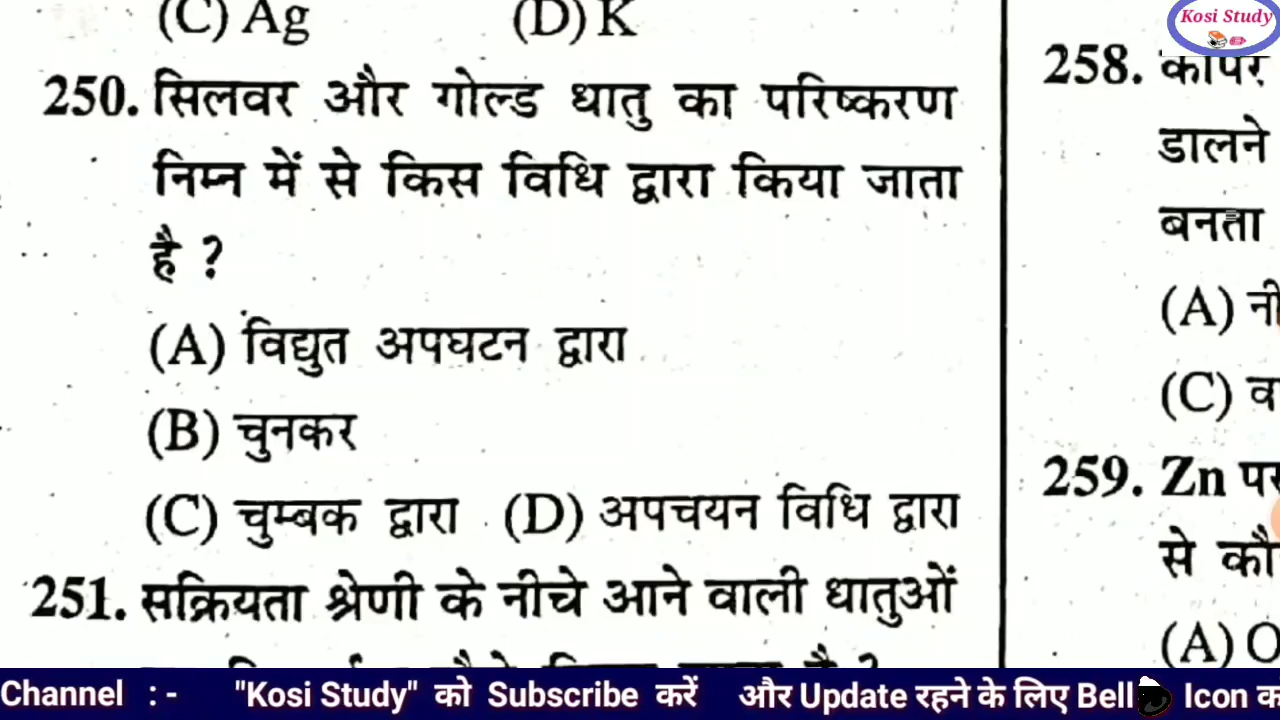 (C) Ag (D) K
250. सिलवर और गोल्ड धातु का परिष्करण
निम्न में से किस विधि द्वारा किया जाता
है ?
(A) विद्युत अपघटन द्वारा
(B) चुनकर
(C) चुम्बक द्वारा (D) अपचयन विधि द्वारा
251. सक्रियता श्रेणी के नीचे आने वाली धातुओं
Kosi Study
258. कॉपर
डालने
बनता
(A)
(C)
259. Zn
से
(A)
Channel : - "Kosi Study" को Subscribe करें और Update रहने के लिए Bell Icon